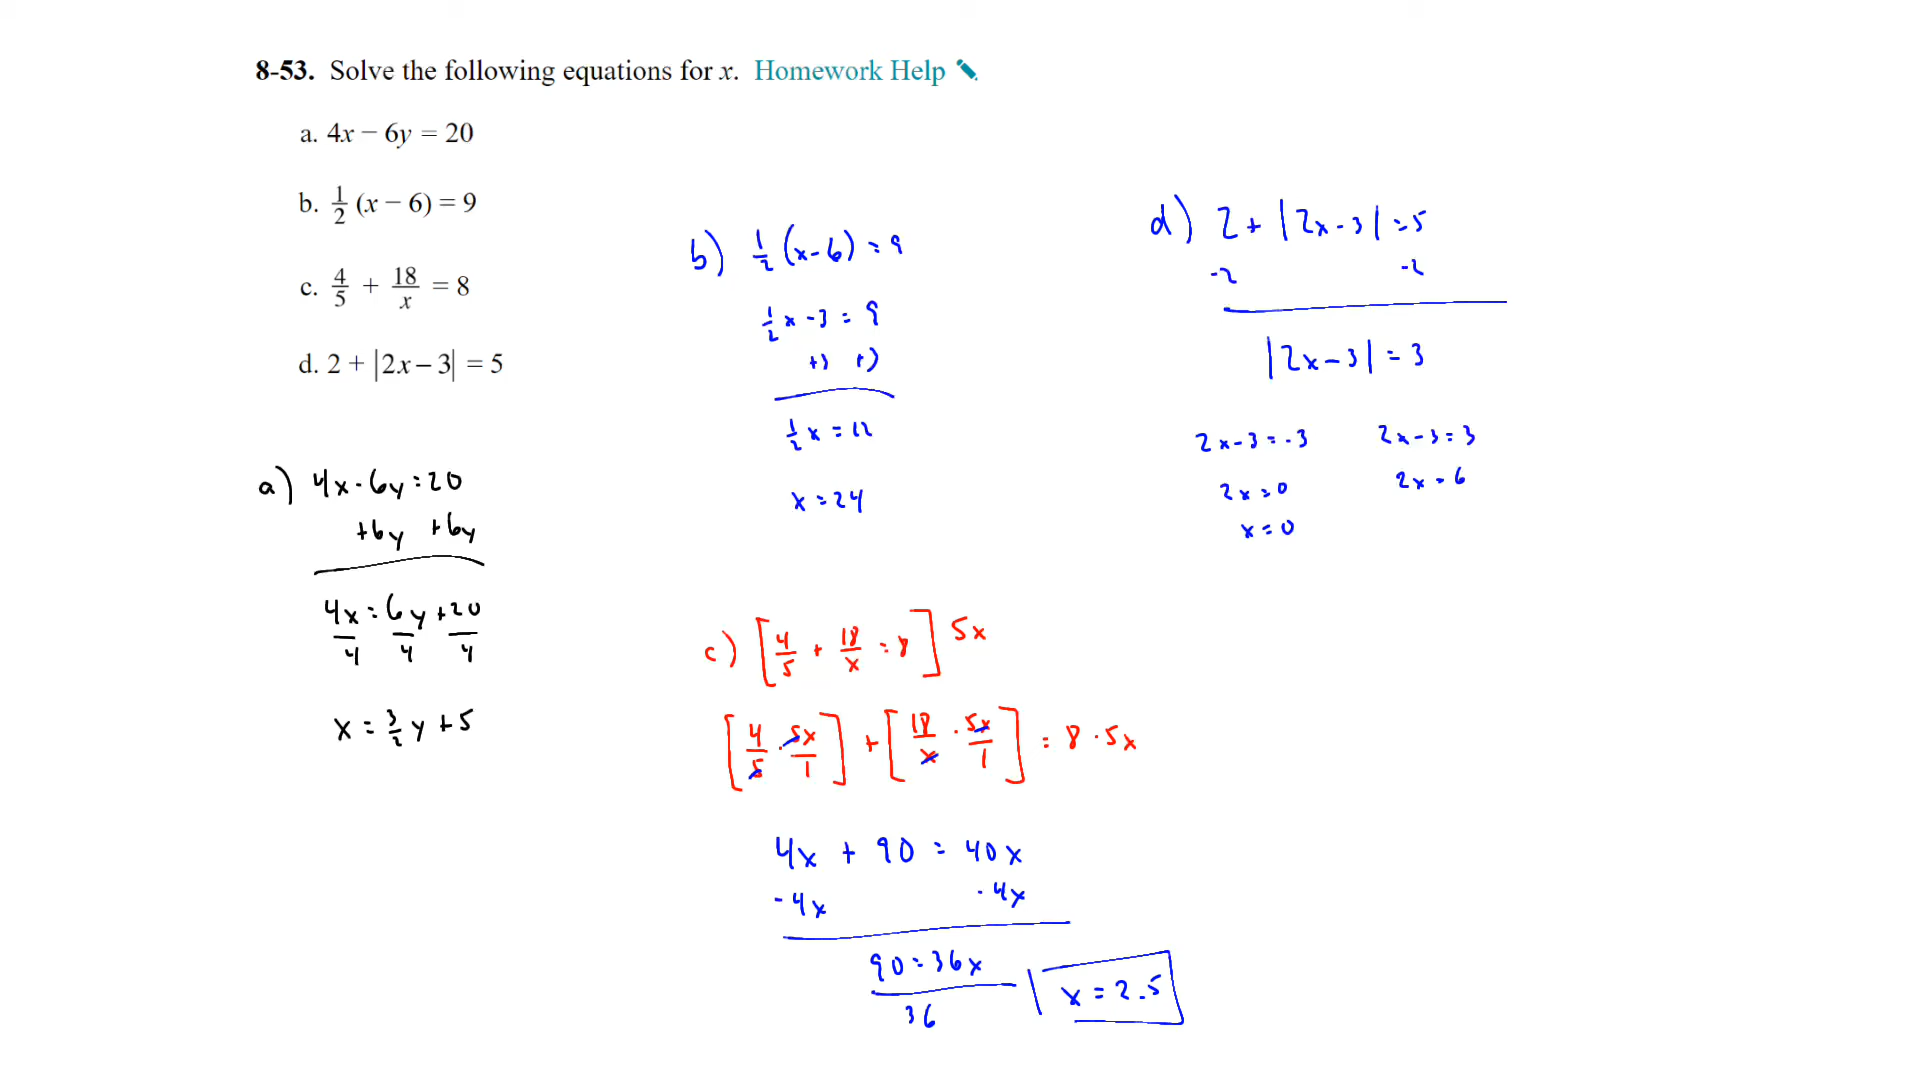 8-53. Solve the following equations for x. Homework Help
a. 4x − 6y = 20
b. 1/2 (x − 6) = 9
c. 4/5 + 18/x = 8
d. 2 + |2x − 3| = 5
a) 4x - 6y = 20
+6y +6y
4x = 6y + 20
4 4 4
x = 3/2 y + 5
b) 1/2 (x - 6) = 9
1/2 x - 3 = 9
+3 +3
1/2 x = 12
x = 24
c) [4/5 + 18/x = 8] 5x
[4/5 · 5x/1] + [18/x · 5x/1] = 8 · 5x
4x + 90 = 40x
- 4x - 4x
90 = 36x
36
x = 2.5
d) 2 + |2x - 3| = 5
-2 -2
|2x - 3| = 3
2x - 3 = -3 2x - 3 = 3
2x = 0 2x = 6
x = 0